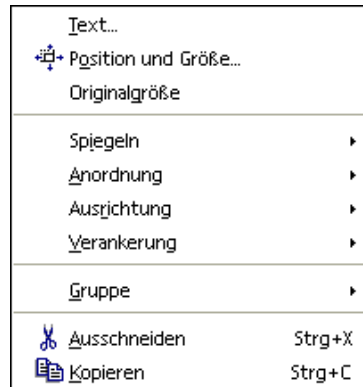 Text...
Position und Größe...
Originalgröße
Spiegeln
Anordnung
Ausrichtung
Verankerung
Gruppe
Ausschneiden Strg+X
Kopieren Strg+C